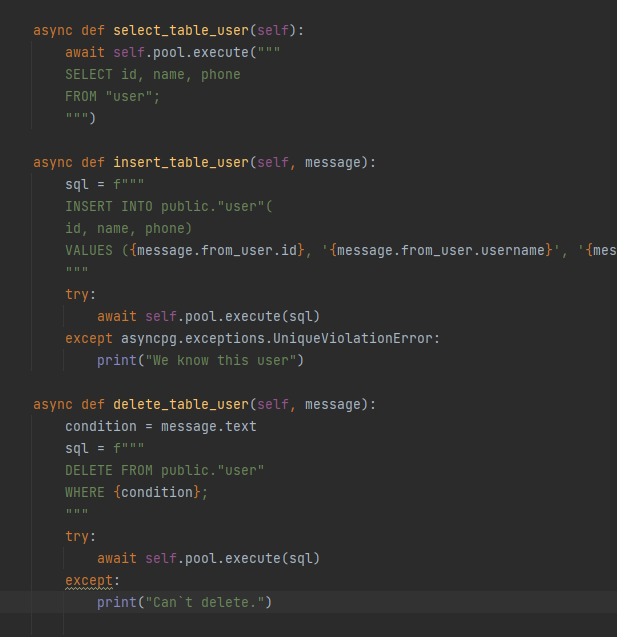 async def select_table_user(self):
await self.pool.execute("""
SELECT id, name, phone
FROM "user";
""")
async def insert_table_user(self, message):
sql = f"""
INSERT INTO public."user"(
id, name, phone)
VALUES ({message.from_user.id}, '{message.from_user.username}', '{mes
"""
try:
await self.pool.execute(sql)
except asyncpg.exceptions.UniqueViolationError:
print("We know this user")
async def delete_table_user(self, message):
condition = message.text
sql = f"""
DELETE FROM public."user"
WHERE {condition};
"""
try:
await self.pool.execute(sql)
except:
print("Can`t delete.")